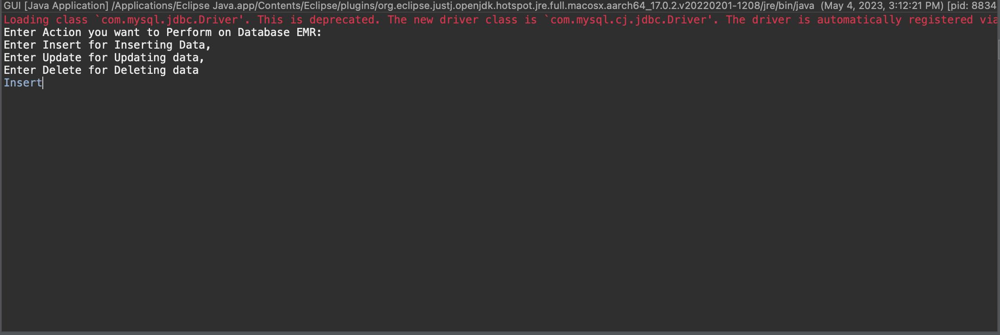 GUI [Java Application] /Applications/Eclipse Java.app/Contents/Eclipse/plugins/org.eclipse.justj.openjdk.hotspot.jre.full.macosx.aarch64_17.0.2.v20220201-1208/jre/bin/java (May 4, 2023, 3:12:21 PM) [pid: 8834
Loading class `com.mysql.jdbc.Driver'. This is deprecated. The new driver class is `com.mysql.cj.jdbc.Driver'. The driver is automatically registered via
Enter Action you want to Perform on Database EMR:
Enter Insert for Inserting Data,
Enter Update for Updating data,
Enter Delete for Deleting data
Insert